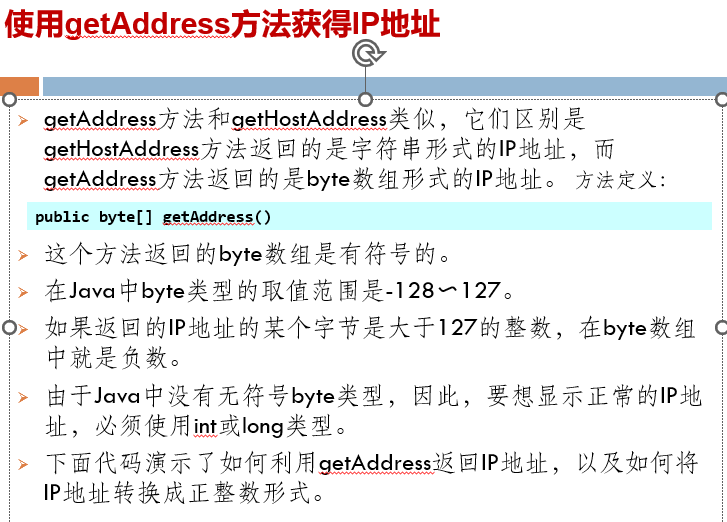 使用getAddress方法获得IP地址
getAddress方法和getHostAddress类似，它们区别是
getHostAddress方法返回的是字符串形式的IP地址，而
getAddress方法返回的是byte数组形式的IP地址。 方法定义：
public byte[] getAddress()
这个方法返回的byte数组是有符号的。
在Java中byte类型的取值范围是-128～127。
如果返回的IP地址的某个字节是大于127的整数，在byte数组
中就是负数。
由于Java中没有无符号byte类型，因此，要想显示正常的IP地
址，必须使用int或long类型。
下面代码演示了如何利用getAddress返回IP地址，以及如何将
IP地址转换成正整数形式。